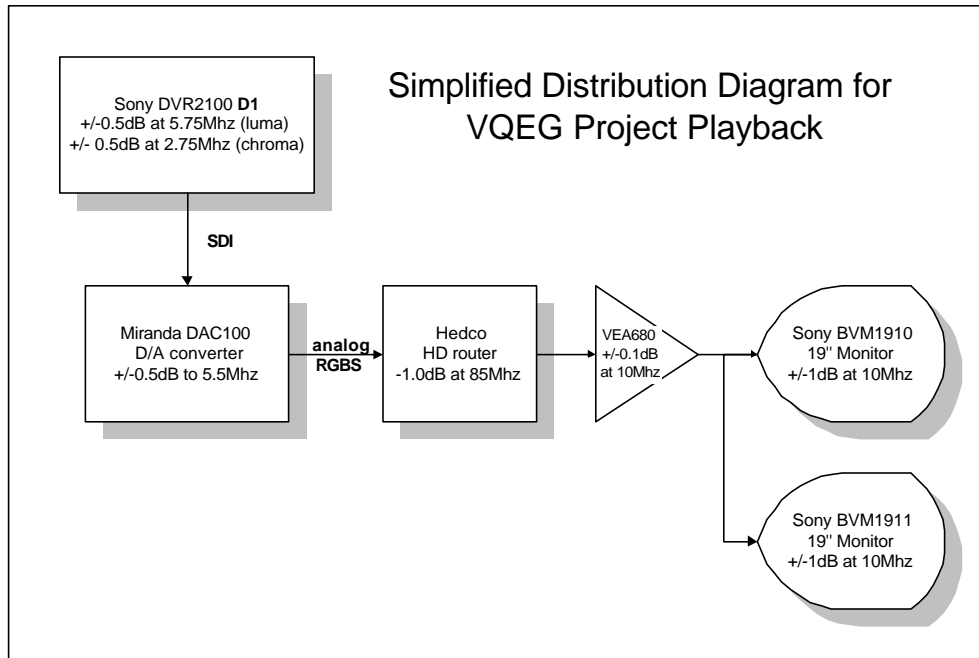 Simplified Distribution Diagram for
VQEG Project Playback
Sony DVR2100 D1
+/-0.5dB at 5.75Mhz (luma)
+/- 0.5dB at 2.75Mhz (chroma)
SDI
Miranda DAC100
D/A converter
+/-0.5dB to 5.5Mhz
analog
RGBS
Hedco
HD router
-1.0dB at 85Mhz
VEA680
+/-0.1dB
at 10Mhz
Sony BVM1910
19" Monitor
+/-1dB at 10Mhz
Sony BVM1911
19" Monitor
+/-1dB at 10Mhz